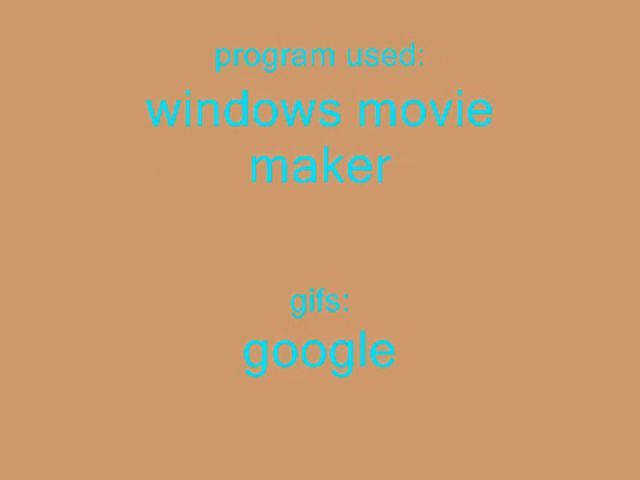 program used:
windows movie
maker
gifs:
google